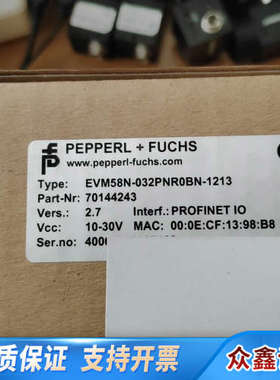 PEPPERL + FUCHS
www.pepperl-fuchs.com
Type: EVM58N-032PNR0BN-1213
Part-Nr: 70144243
Vers.: 2.7 Interf.: PROFINET IO
Vcc: 10-30V MAC: 00:0E:CF:13:98:B8
Ser.no: 4000
质保证 支持开票
众鑫